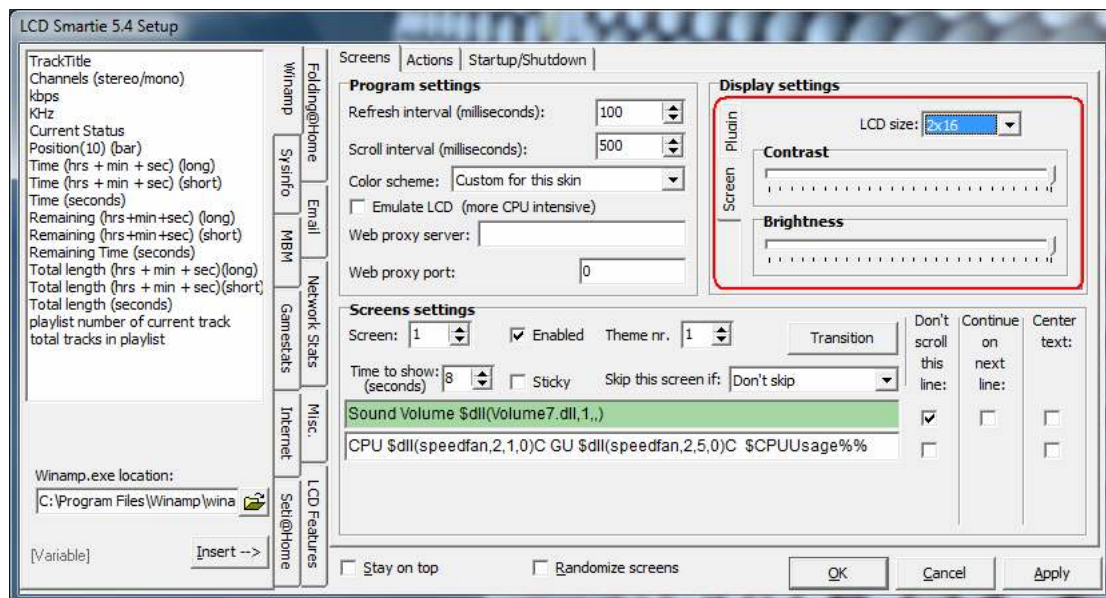 LCD Smartie 5.4 Setup
TrackTitle
Channels (stereo/mono)
kbps
KHz
Current Status
Position(10) (bar)
Time (hrs + min + sec) (long)
Time (hrs + min + sec) (short)
Time (seconds)
Remaining (hrs+min+sec) (long)
Remaining (hrs+min+sec) (short)
Remaining Time (seconds)
Total length (hrs + min + sec)(long)
Total length (hrs + min + sec)(short)
Total length (seconds)
playlist number of current track
total tracks in playlist
Winamp.exe location:
C:\Program Files\Winamp\wina
[Variable]
Insert -->
Winamp
Sysinfo
MBM
Gamestats
Internet
Seti@Home
Folding@Home
Email
Network Stats
Misc.
LCD Features
Screens
Actions
Startup/Shutdown
Program settings
Refresh interval (milliseconds):
100
Scroll interval (milliseconds):
500
Color scheme:
Custom for this skin
Emulate LCD (more CPU intensive)
Web proxy server:
Web proxy port:
0
Display settings
Plugin
Screen
LCD size:
2x16
Contrast
Brightness
Screens settings
Screen:
1
Enabled
Theme nr.
1
Transition
Time to show:
(seconds)
8
Sticky
Skip this screen if:
Don't skip
Don't
scroll
this
line:
Continue
on
next
line:
Center
text:
Sound Volume $dll(Volume7.dll,1,,)
CPU $dll(speedfan,2,1,0)C GU $dll(speedfan,2,5,0)C $CPUUsage%%
Stay on top
Randomize screens
OK
Cancel
Apply